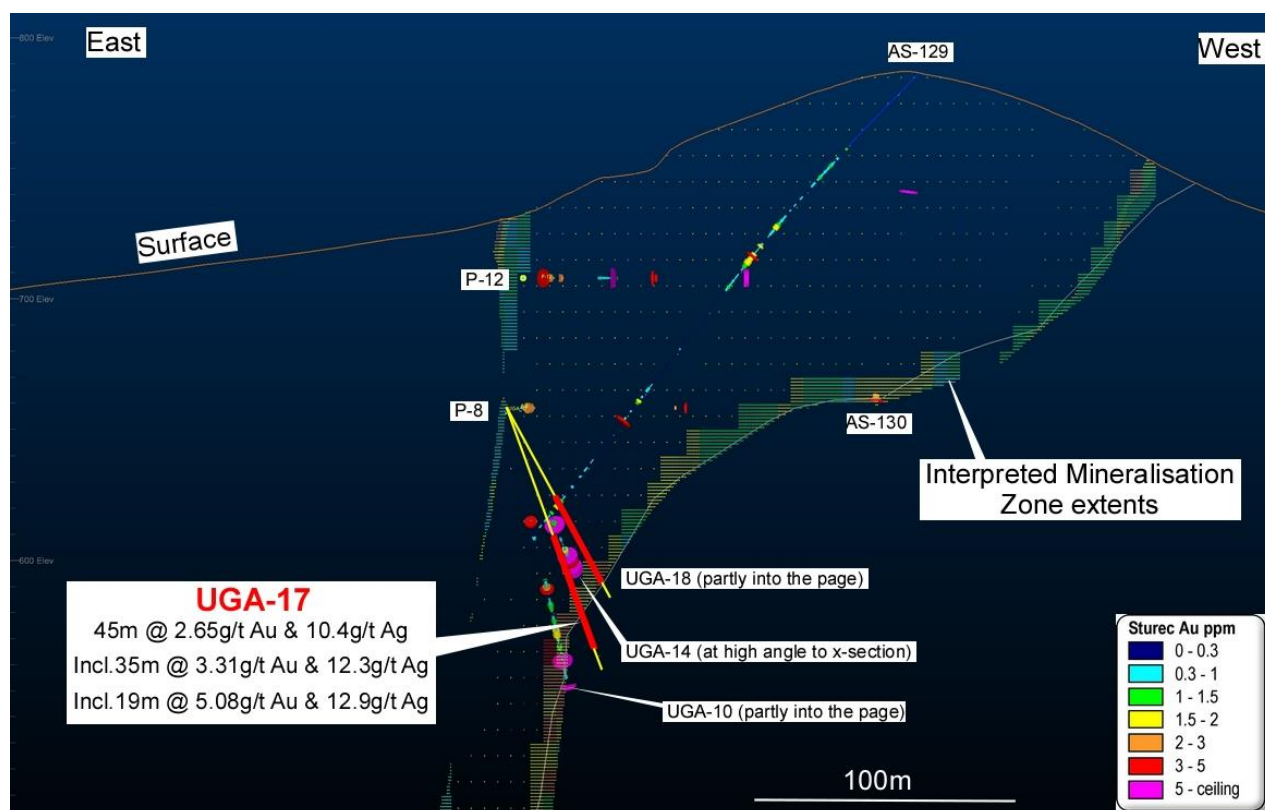 800 Elev
East
AS-129
West
Surface
P-12
700 Elev
P-8
AS-130
Interpreted Mineralisation
Zone extents
600 Elev
UGA-18 (partly into the page)
UGA-17
45m @ 2.65g/t Au & 10.4g/t Ag
Incl.35m @ 3.31g/t Au & 12.3g/t Ag
Incl.19m @ 5.08g/t Au & 12.9g/t Ag
UGA-14 (at high angle to x-section)
UGA-10 (partly into the page)
Sturec Au ppm
0 - 0.3
0.3 - 1
1 - 1.5
1.5 - 2
2 - 3
3 - 5
5 - ceiling
100m